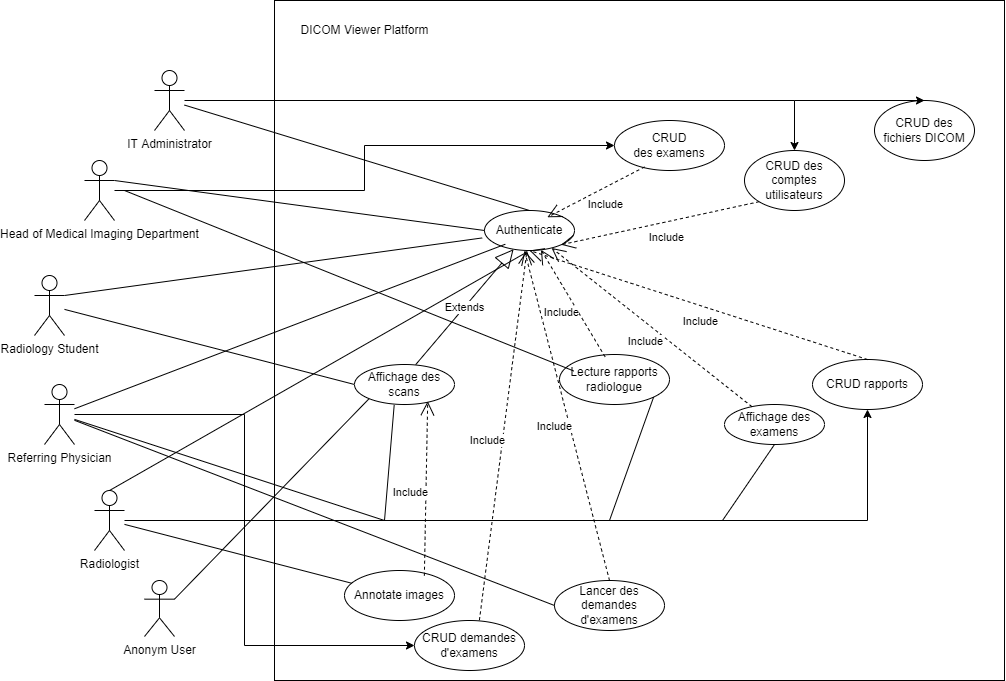 DICOM Viewer Platform
IT Administrator
CRUD des
fichiers DICOM
CRUD
des examens
CRUD des
comptes
utilisateurs
Include
Head of Medical Imaging Department
Authenticate
Include
Extends
Include
Include
Include
Radiology Student
Affichage des
scans
Lecture rapports
radiologue
CRUD rapports
Affichage des
examens
Include
Include
Referring Physician
Include
Radiologist
Annotate images
Lancer des
demandes
d'examens
Anonym User
CRUD demandes
d'examens